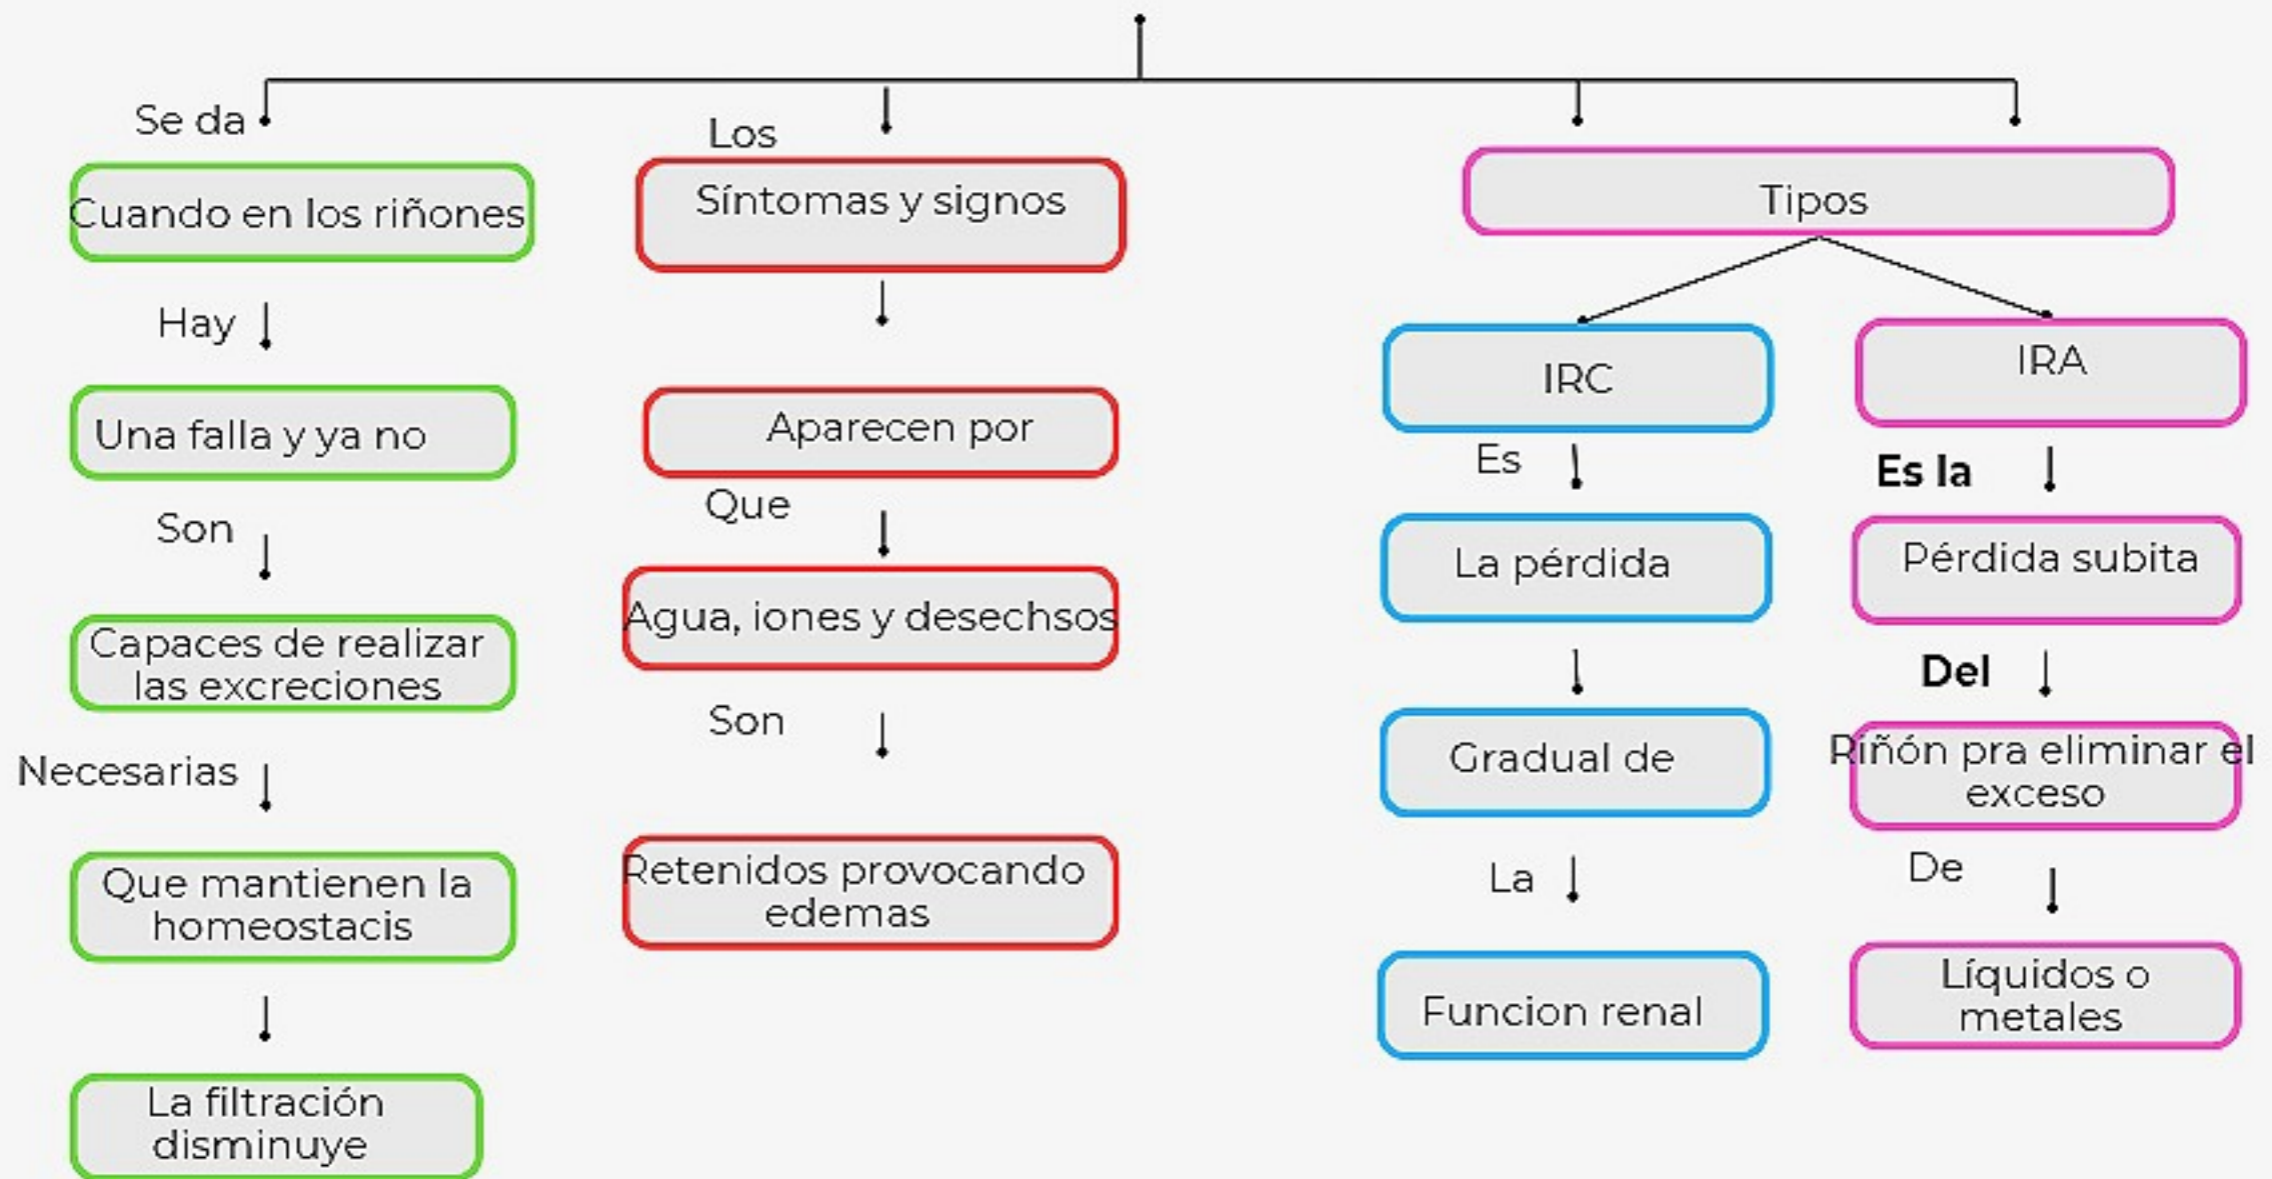 Se da
Cuando en los riñones
Hay
Una falla y ya no
Son
Capaces de realizar
las excreciones
Necesarias
Que mantienen la
homeostacis
La filtración
disminuye
Los
Síntomas y signos
Aparecen por
Que
Agua, iones y desechsos
Son
Retenidos provocando
edemas
Tipos
IRC
Es
La pérdida
Gradual de
La
Funcion renal
IRA
Es la
Pérdida subita
Del
Riñón pra eliminar el
exceso
De
Líquidos o
metales